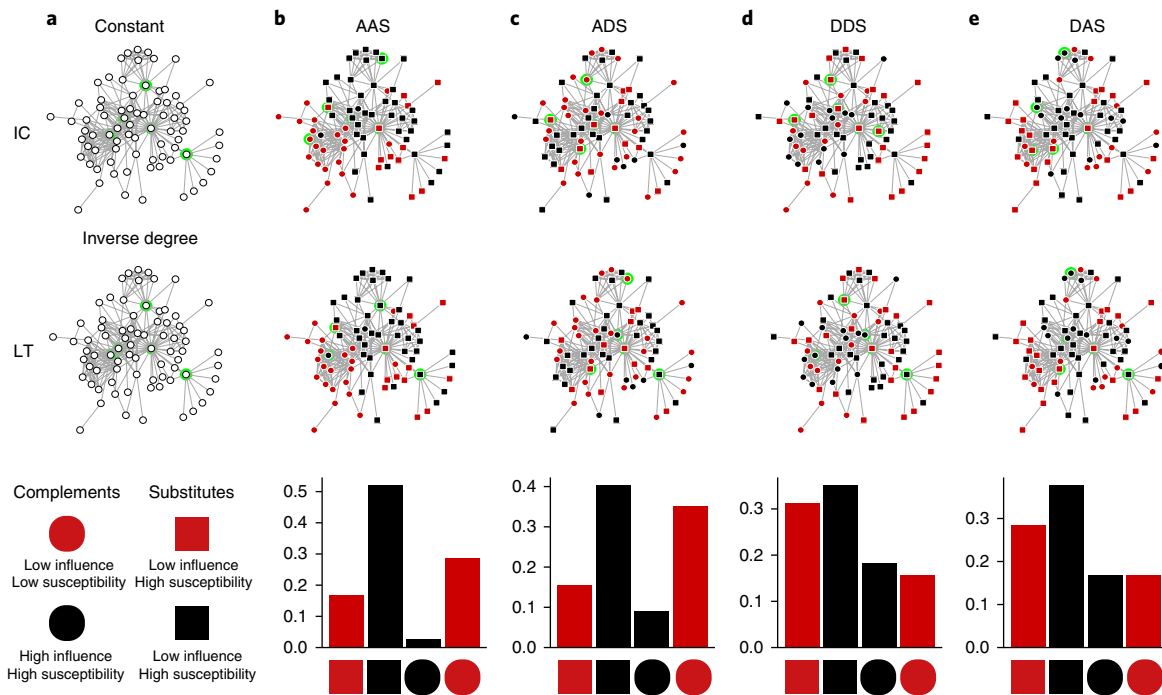 a
Constant
b
AAS
c
ADS
d
DDS
e
DAS
IC
Inverse degree
LT
Complements
Substitutes
Low influence
Low susceptibility
Low influence
High susceptibility
High influence
High susceptibility
Low influence
High susceptibility
0.5
0.4
0.3
0.2
0.1
0.0
0.4
0.3
0.2
0.1
0
0.3
0.2
0.1
0.0
0.3
0.2
0.1
0.0